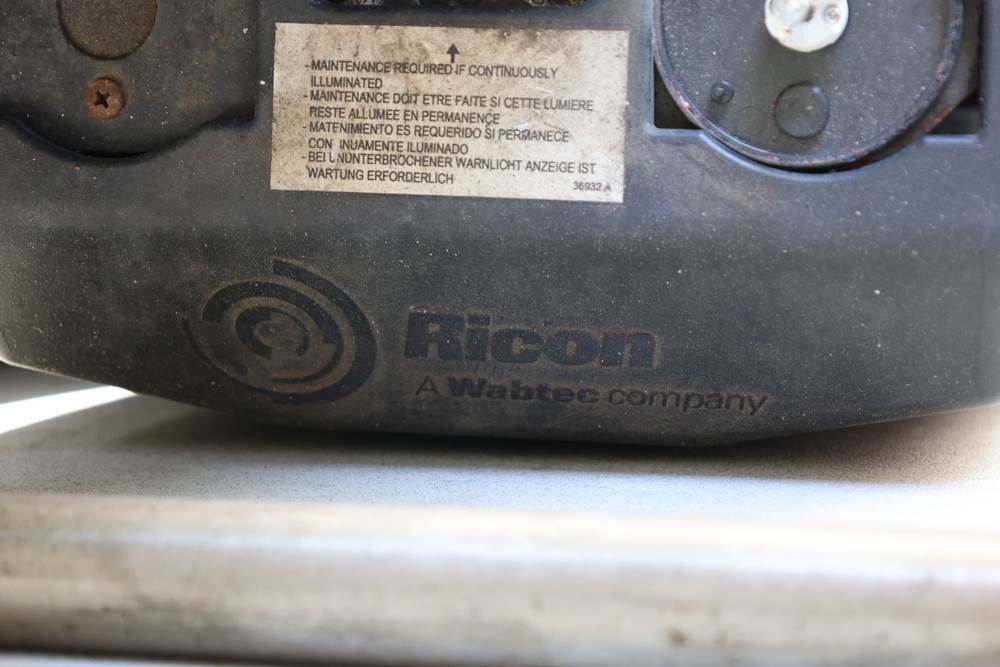 - MAINTENANCE REQUIRED IF CONTINUOUSLY
ILLUMINATED
- MAINTENANCE DOIT ETRE FAITE SI CETTE LUMIERE
RESTE ALLUMEE EN PERMANENCE
- MATENIMIENTO ES REQUERIDO SI PERMANECE
CON INUAMENTE ILUMINADO
- BEI UNUNTERBROCHENER WARNLICHT ANZEIGE IST
WARTUNG ERFORDERLICH
36932 A
Ricon
A Wabtec company